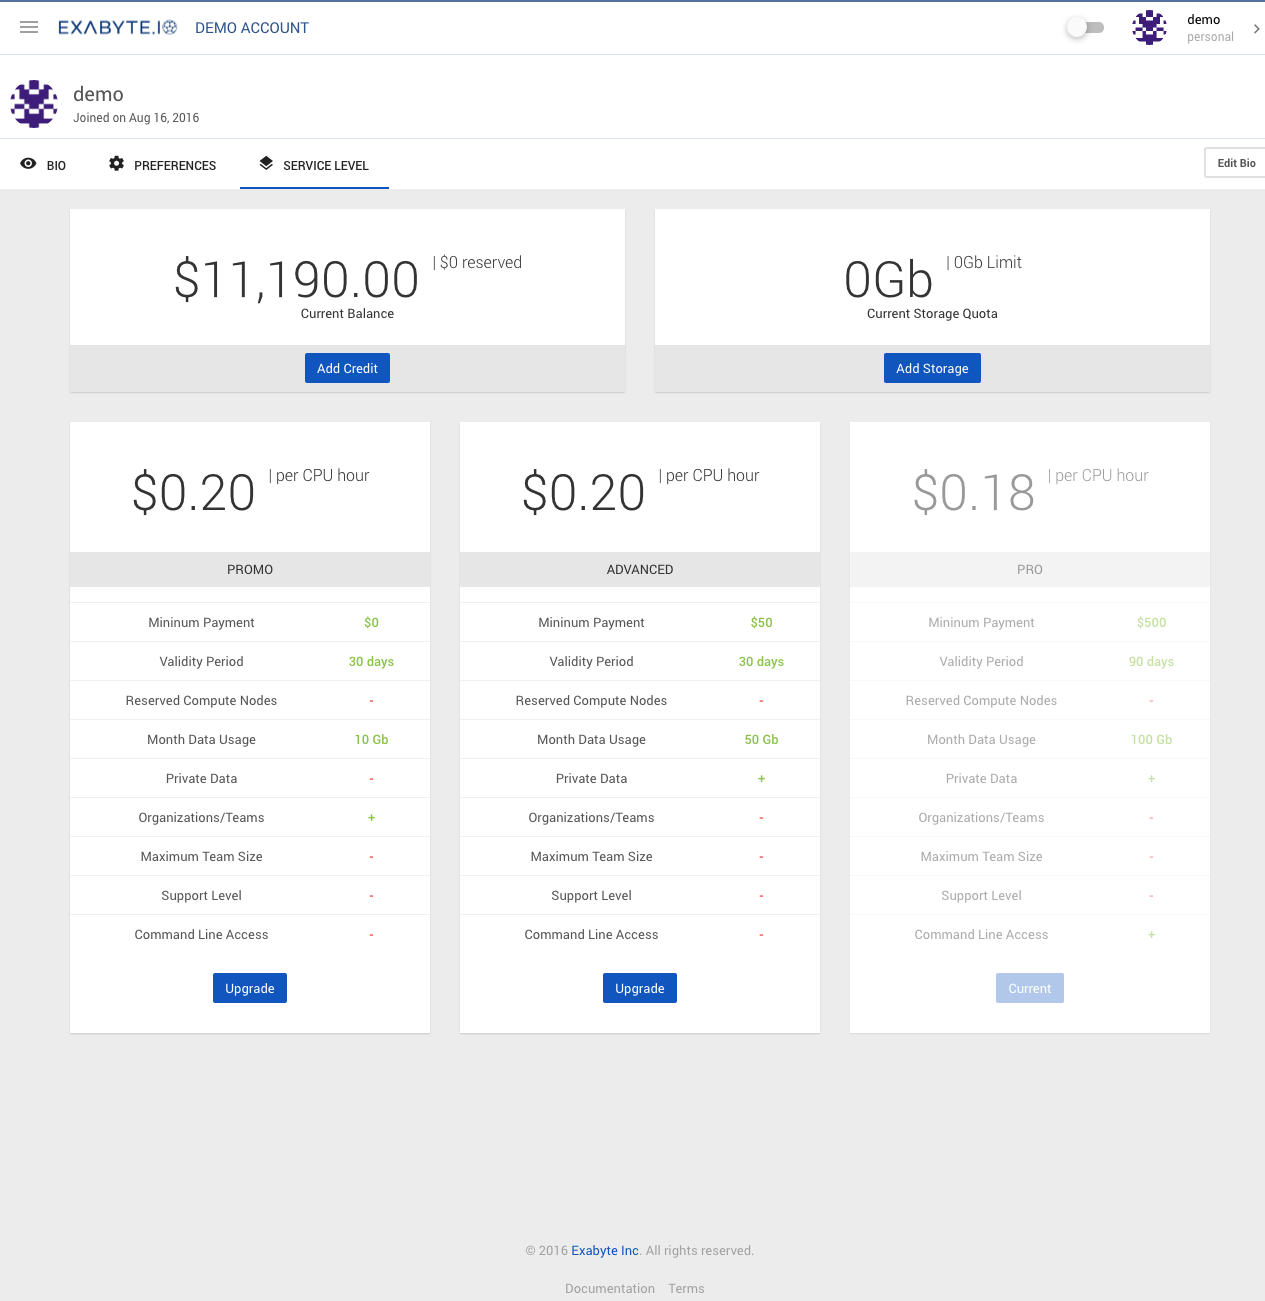 EXABYTE.IO DEMO ACCOUNT
demo
personal
demo
Joined on Aug 16, 2016
BIO PREFERENCES SERVICE LEVEL Edit Bio
$11,190.00 | $0 reserved
Current Balance
Add Credit
0Gb | 0Gb Limit
Current Storage Quota
Add Storage
$0.20 | per CPU hour
PROMO
Mininum Payment $0
Validity Period 30 days
Reserved Compute Nodes -
Month Data Usage 10 Gb
Private Data -
Organizations/Teams +
Maximum Team Size -
Support Level -
Command Line Access -
Upgrade
$0.20 | per CPU hour
ADVANCED
Mininum Payment $50
Validity Period 30 days
Reserved Compute Nodes -
Month Data Usage 50 Gb
Private Data +
Organizations/Teams -
Maximum Team Size -
Support Level -
Command Line Access -
Upgrade
$0.18 | per CPU hour
PRO
Mininum Payment $500
Validity Period 90 days
Reserved Compute Nodes -
Month Data Usage 100 Gb
Private Data +
Organizations/Teams -
Maximum Team Size -
Support Level -
Command Line Access +
Current
© 2016 Exabyte Inc. All rights reserved.
Documentation Terms